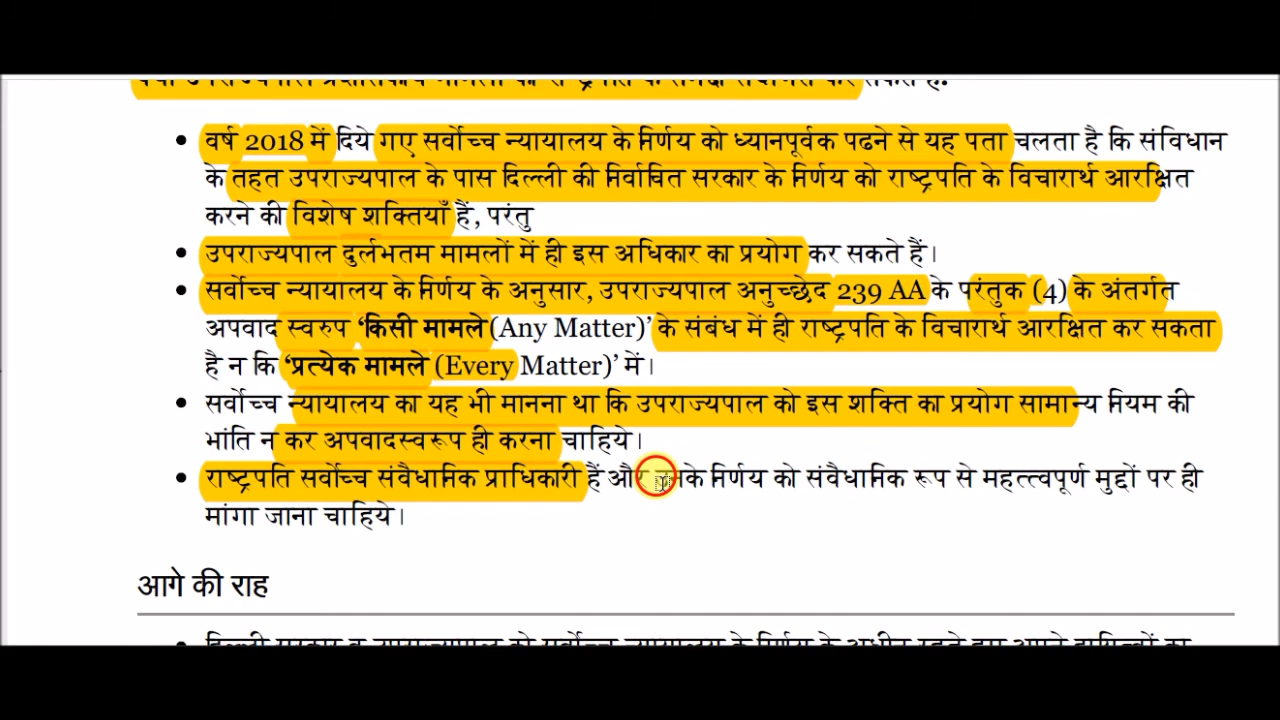 वर्ष 2018 में दिये गए सर्वोच्च न्यायालय के निर्णय को ध्यानपूर्वक पढने से यह पता चलता है कि संविधान
के तहत उपराज्यपाल के पास दिल्ली की निर्वाचित सरकार के निर्णय को राष्ट्रपति के विचारार्थ आरक्षित
करने की विशेष शक्तियाँ हैं, परंतु
उपराज्यपाल दुर्लभतम मामलों में ही इस अधिकार का प्रयोग कर सकते हैं।
सर्वोच्च न्यायालय के निर्णय के अनुसार, उपराज्यपाल अनुच्छेद 239 AA के परंतुक (4) के अंतर्गत
अपवाद स्वरुप ‘किसी मामले (Any Matter)’ के संबंध में ही राष्ट्रपति के विचारार्थ आरक्षित कर सकता
है न कि ‘प्रत्येक मामले (Every Matter)’ में।
सर्वोच्च न्यायालय का यह भी मानना था कि उपराज्यपाल को इस शक्ति का प्रयोग सामान्य नियम की
भांति न कर अपवादस्वरूप ही करना चाहिये।
राष्ट्रपति सर्वोच्च संवैधानिक प्राधिकारी हैं और उनके निर्णय को संवैधानिक रूप से महत्त्वपूर्ण मुद्दों पर ही
मांगा जाना चाहिये।
आगे की राह